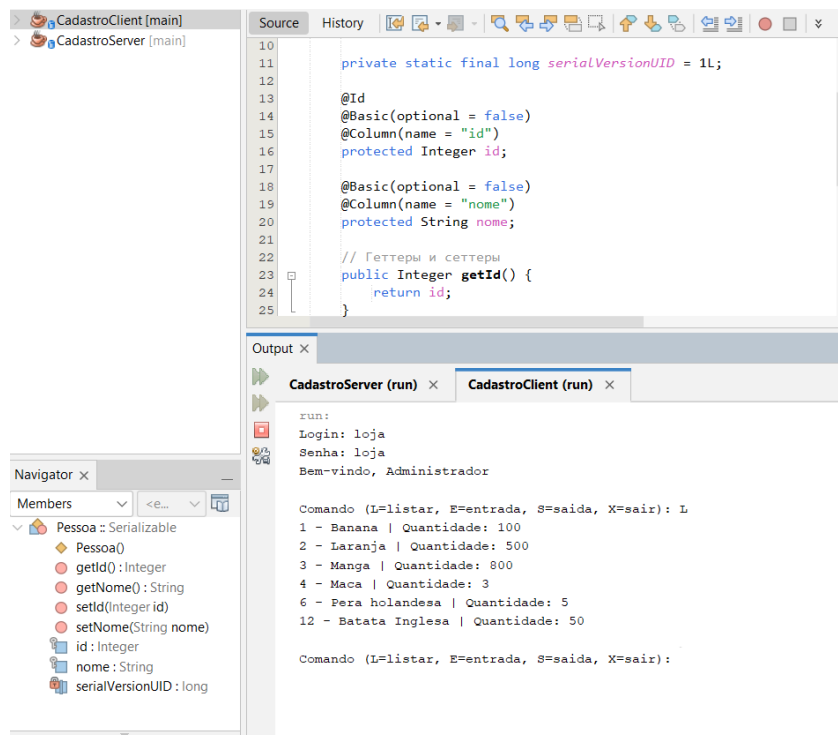 CadastroClient [main]
CadastroServer [main]
Source History
10
11 private static final long serialVersionUID = 1L;
12
13 @Id
14 @Basic(optional = false)
15 @Column(name = "id")
16 protected Integer id;
17
18 @Basic(optional = false)
19 @Column(name = "nome")
20 protected String nome;
21
22 // Геттеры и сеттеры
23 public Integer getId() {
24 return id;
25 }
Output
CadastroServer (run) CadastroClient (run)
run:
Login: loja
Senha: loja
Bem-vindo, Administrador
Comando (L=listar, E=entrada, S=saida, X=sair): L
1 - Banana | Quantidade: 100
2 - Laranja | Quantidade: 500
3 - Manga | Quantidade: 800
4 - Maca | Quantidade: 3
6 - Pera holandesa | Quantidade: 5
12 - Batata Inglesa | Quantidade: 50
Comando (L=listar, E=entrada, S=saida, X=sair):
Navigator
Members <e...
Pessoa :: Serializable
Pessoa()
getId() : Integer
getNome() : String
setId(Integer id)
setNome(String nome)
id : Integer
nome : String
serialVersionUID : long